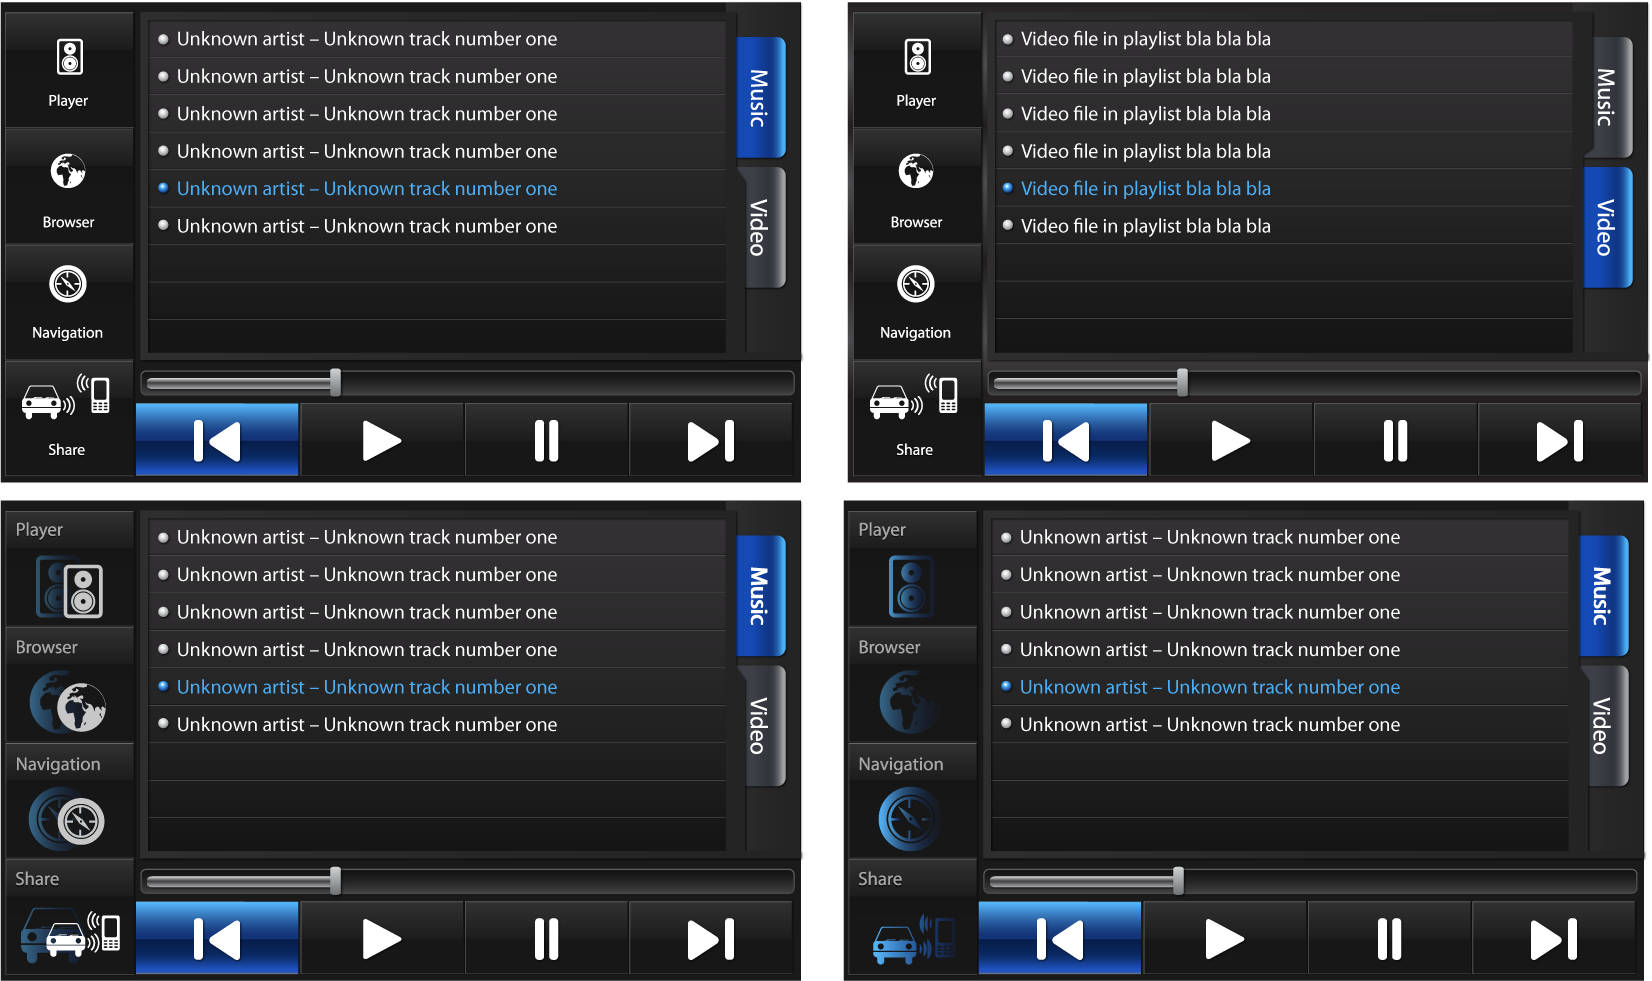 Player
Browser
Navigation
Share
Unknown artist – Unknown track number one
Unknown artist – Unknown track number one
Unknown artist – Unknown track number one
Unknown artist – Unknown track number one
Unknown artist – Unknown track number one
Unknown artist – Unknown track number one
Music
Video
Player
Browser
Navigation
Share
Video file in playlist bla bla bla
Video file in playlist bla bla bla
Video file in playlist bla bla bla
Video file in playlist bla bla bla
Video file in playlist bla bla bla
Video file in playlist bla bla bla
Music
Video
Player
Browser
Navigation
Share
Unknown artist – Unknown track number one
Unknown artist – Unknown track number one
Unknown artist – Unknown track number one
Unknown artist – Unknown track number one
Unknown artist – Unknown track number one
Unknown artist – Unknown track number one
Music
Video
Player
Browser
Navigation
Share
Unknown artist – Unknown track number one
Unknown artist – Unknown track number one
Unknown artist – Unknown track number one
Unknown artist – Unknown track number one
Unknown artist – Unknown track number one
Unknown artist – Unknown track number one
Music
Video